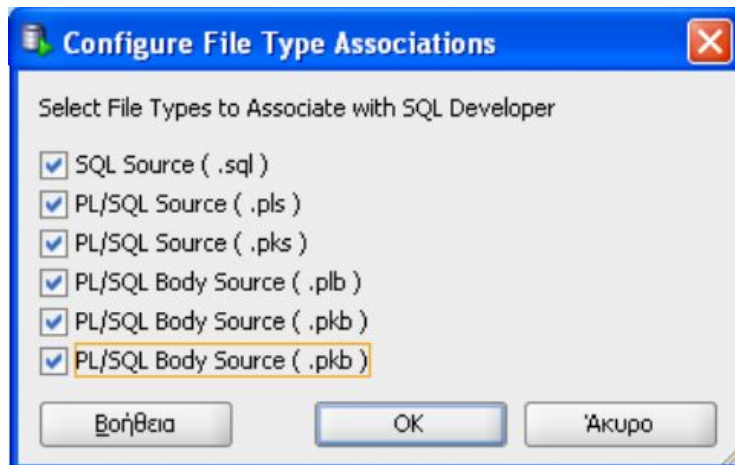 Configure File Type Associations
Select File Types to Associate with SQL Developer
SQL Source ( .sql )
PL/SQL Source ( .pls )
PL/SQL Source ( .pks )
PL/SQL Body Source ( .plb )
PL/SQL Body Source ( .pkb )
PL/SQL Body Source ( .pkb )
Βοήθεια OK Άκυρο